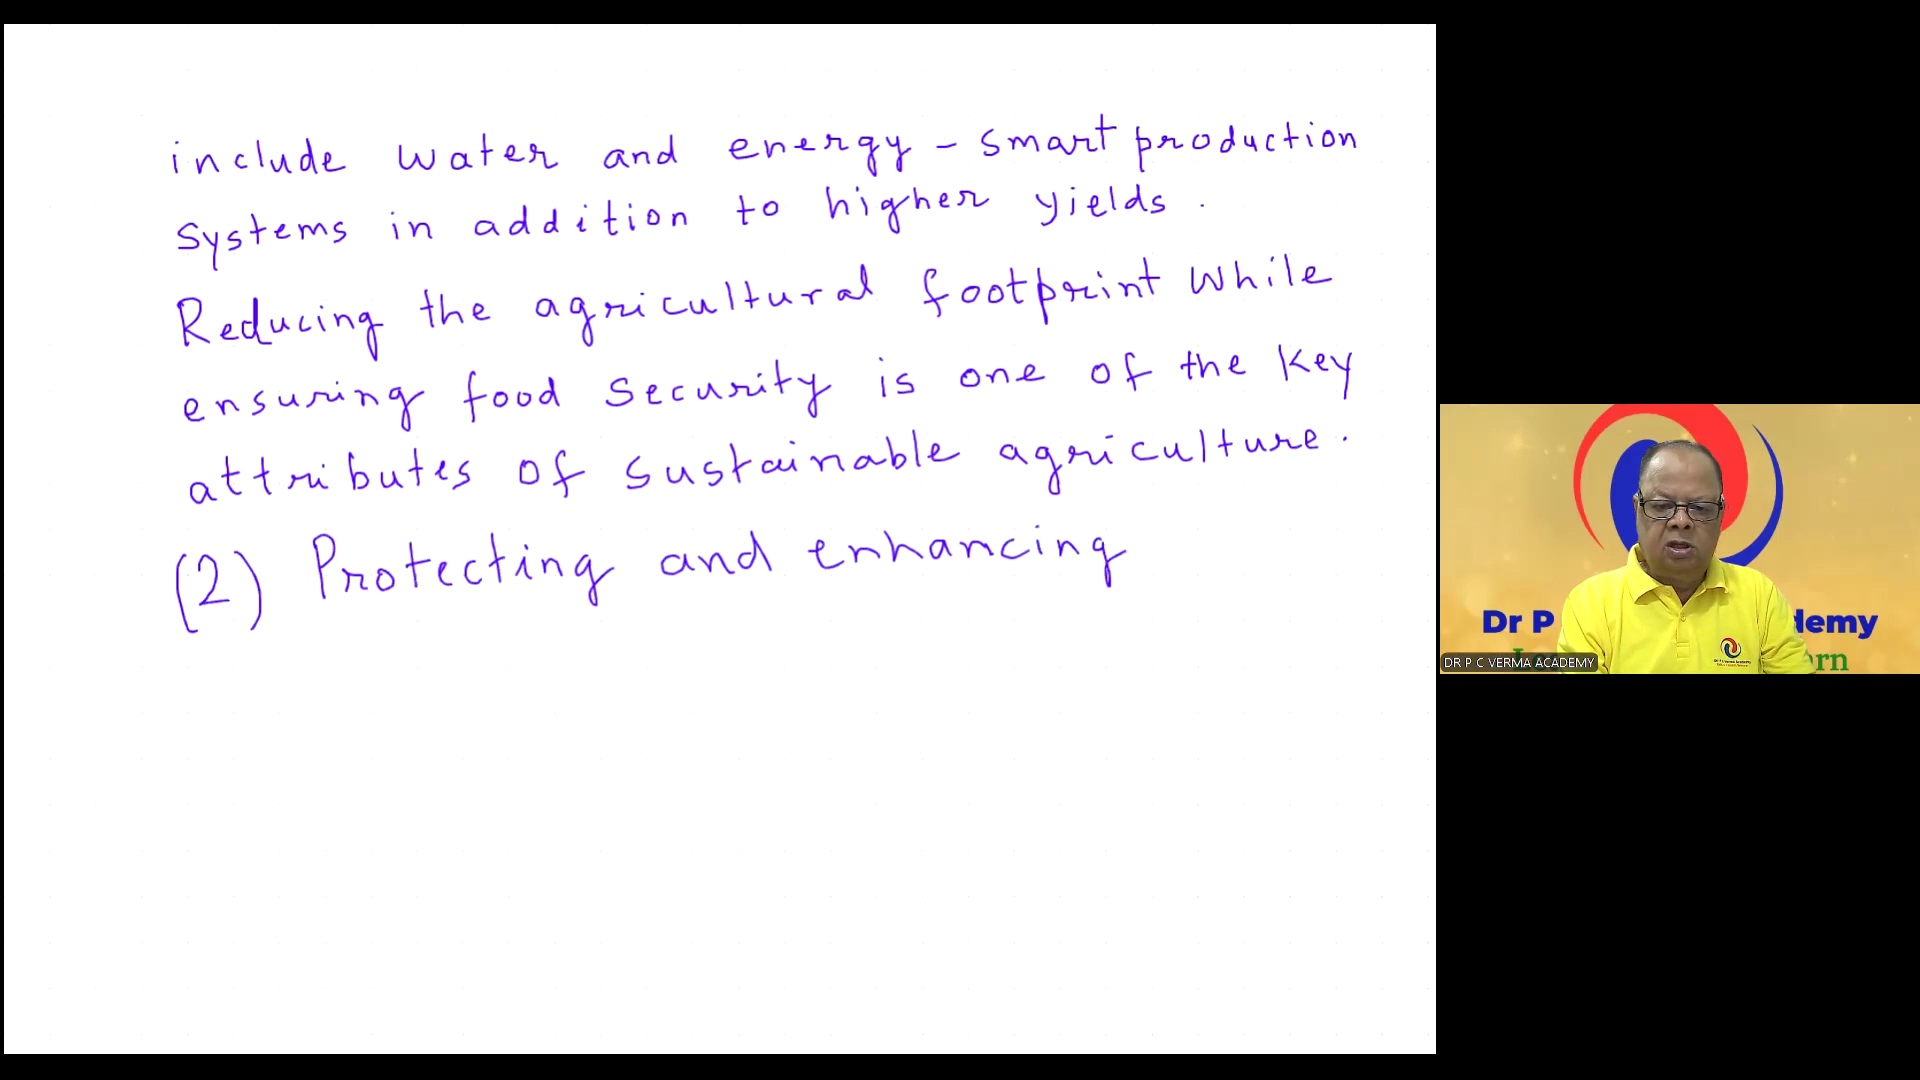 include water and energy - smart production
systems in addition to higher yields.
Reducing the agricultural footprint while
ensuring food security is one of the key
attributes of sustainable agriculture.
(2) Protecting and enhancing
Dr P
demy
DR P C VERMA ACADEMY
rn